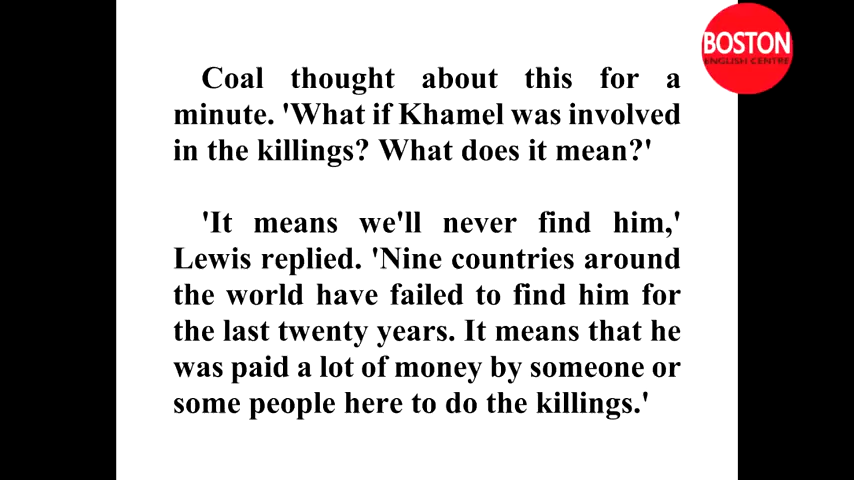 BOSTON
ENGLISH CENTRE
Coal thought about this for a
minute. 'What if Khamel was involved
in the killings? What does it mean?'
'It means we'll never find him,'
Lewis replied. 'Nine countries around
the world have failed to find him for
the last twenty years. It means that he
was paid a lot of money by someone or
some people here to do the killings.'